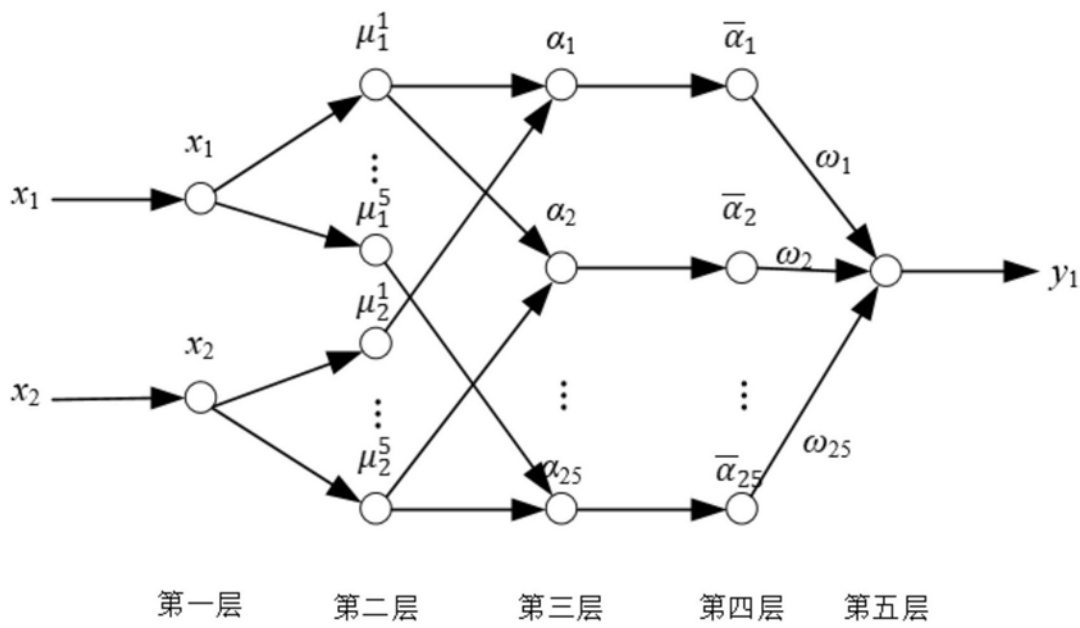 μ₁¹ α₁ ᾱ₁
x₁
ω₁
x₁ μ₁⁵ α₂ ᾱ₂
ω₂ y₁
μ₂¹
x₂
x₂
μ₂⁵ α₂₅ ᾱ₂₅ ω₂₅
第一层 第二层 第三层 第四层 第五层